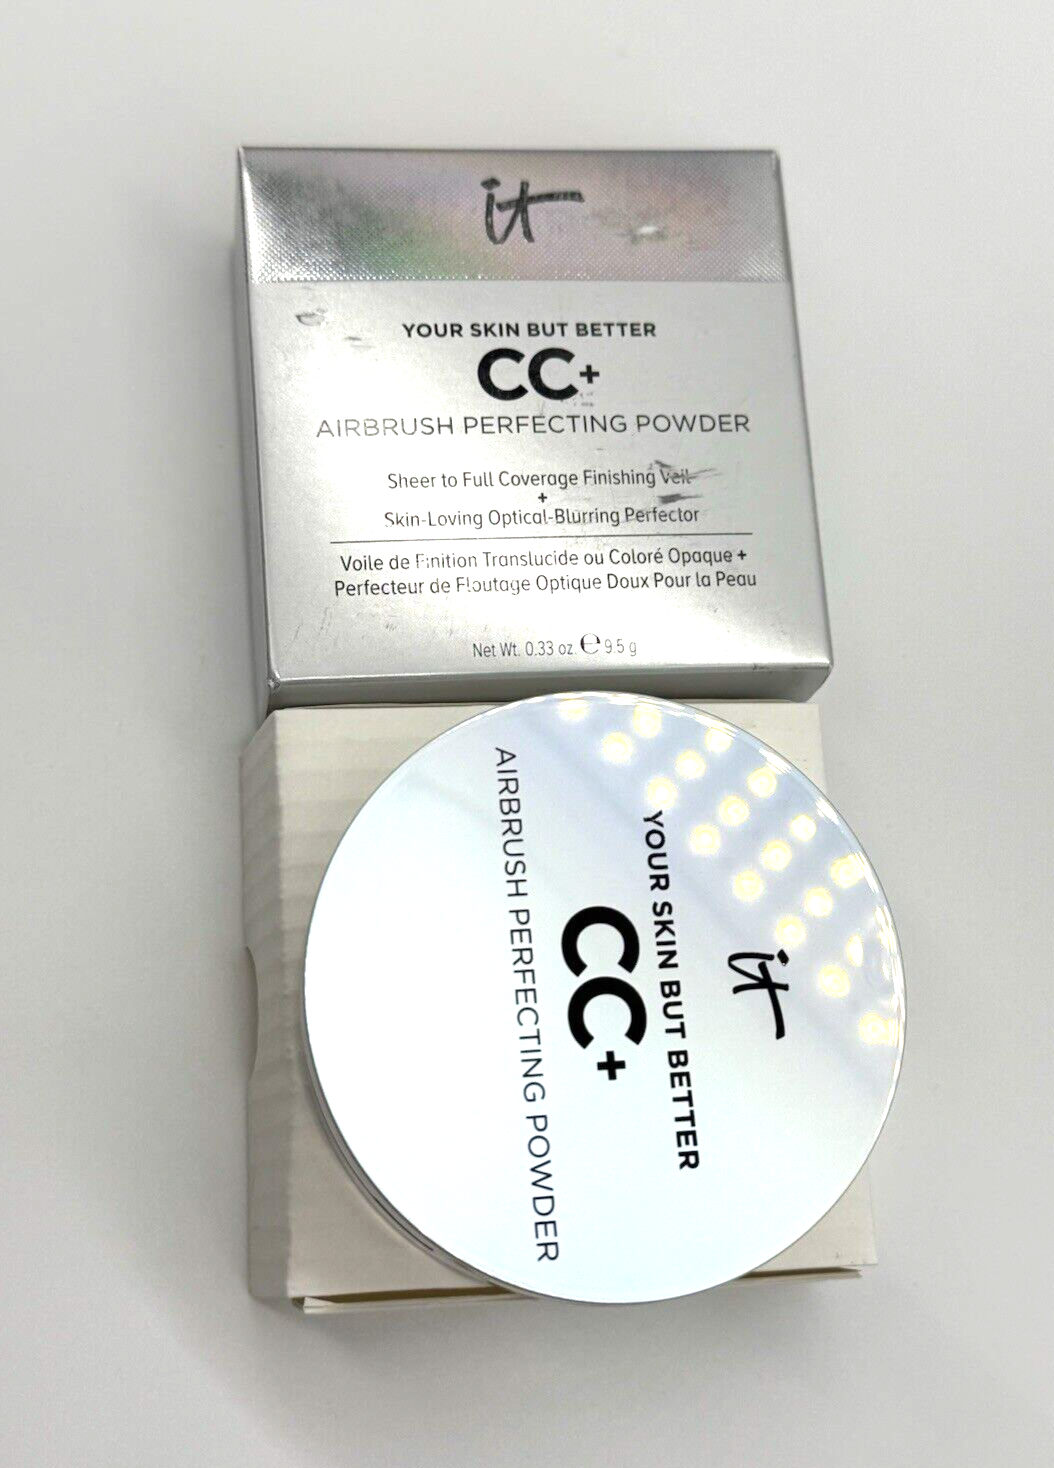 it
YOUR SKIN BUT BETTER
CC+
AIRBRUSH PERFECTING POWDER
Sheer to Full Coverage Finishing Veil
+
Skin-Loving Optical-Blurring Perfector
Voile de Finition Translucide ou Coloré Opaque +
Perfecteur de Floutage Optique Doux Pour la Peau
Net Wt. 0.33 oz. ℮ 9.5 g
it
YOUR SKIN BUT BETTER
CC+
AIRBRUSH PERFECTING POWDER